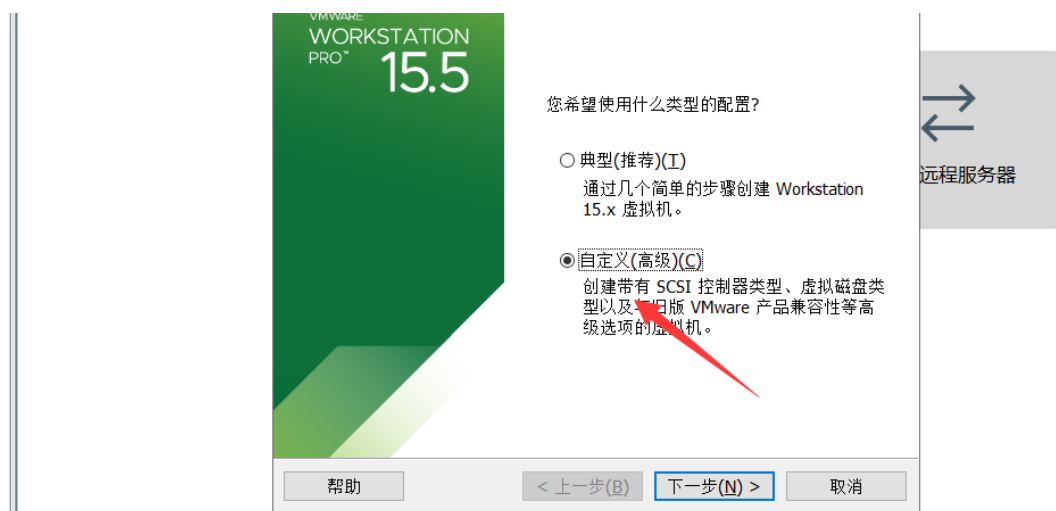 VMWARE
WORKSTATION
PRO™ 15.5
您希望使用什么类型的配置?
典型(推荐)(T)
通过几个简单的步骤创建 Workstation
15.x 虚拟机。
自定义(高级)(C)
创建带有 SCSI 控制器类型、虚拟磁盘类
型以及与旧版 VMware 产品兼容性等高
级选项的虚拟机。
远程服务器
帮助
< 上一步(B)
下一步(N) >
取消